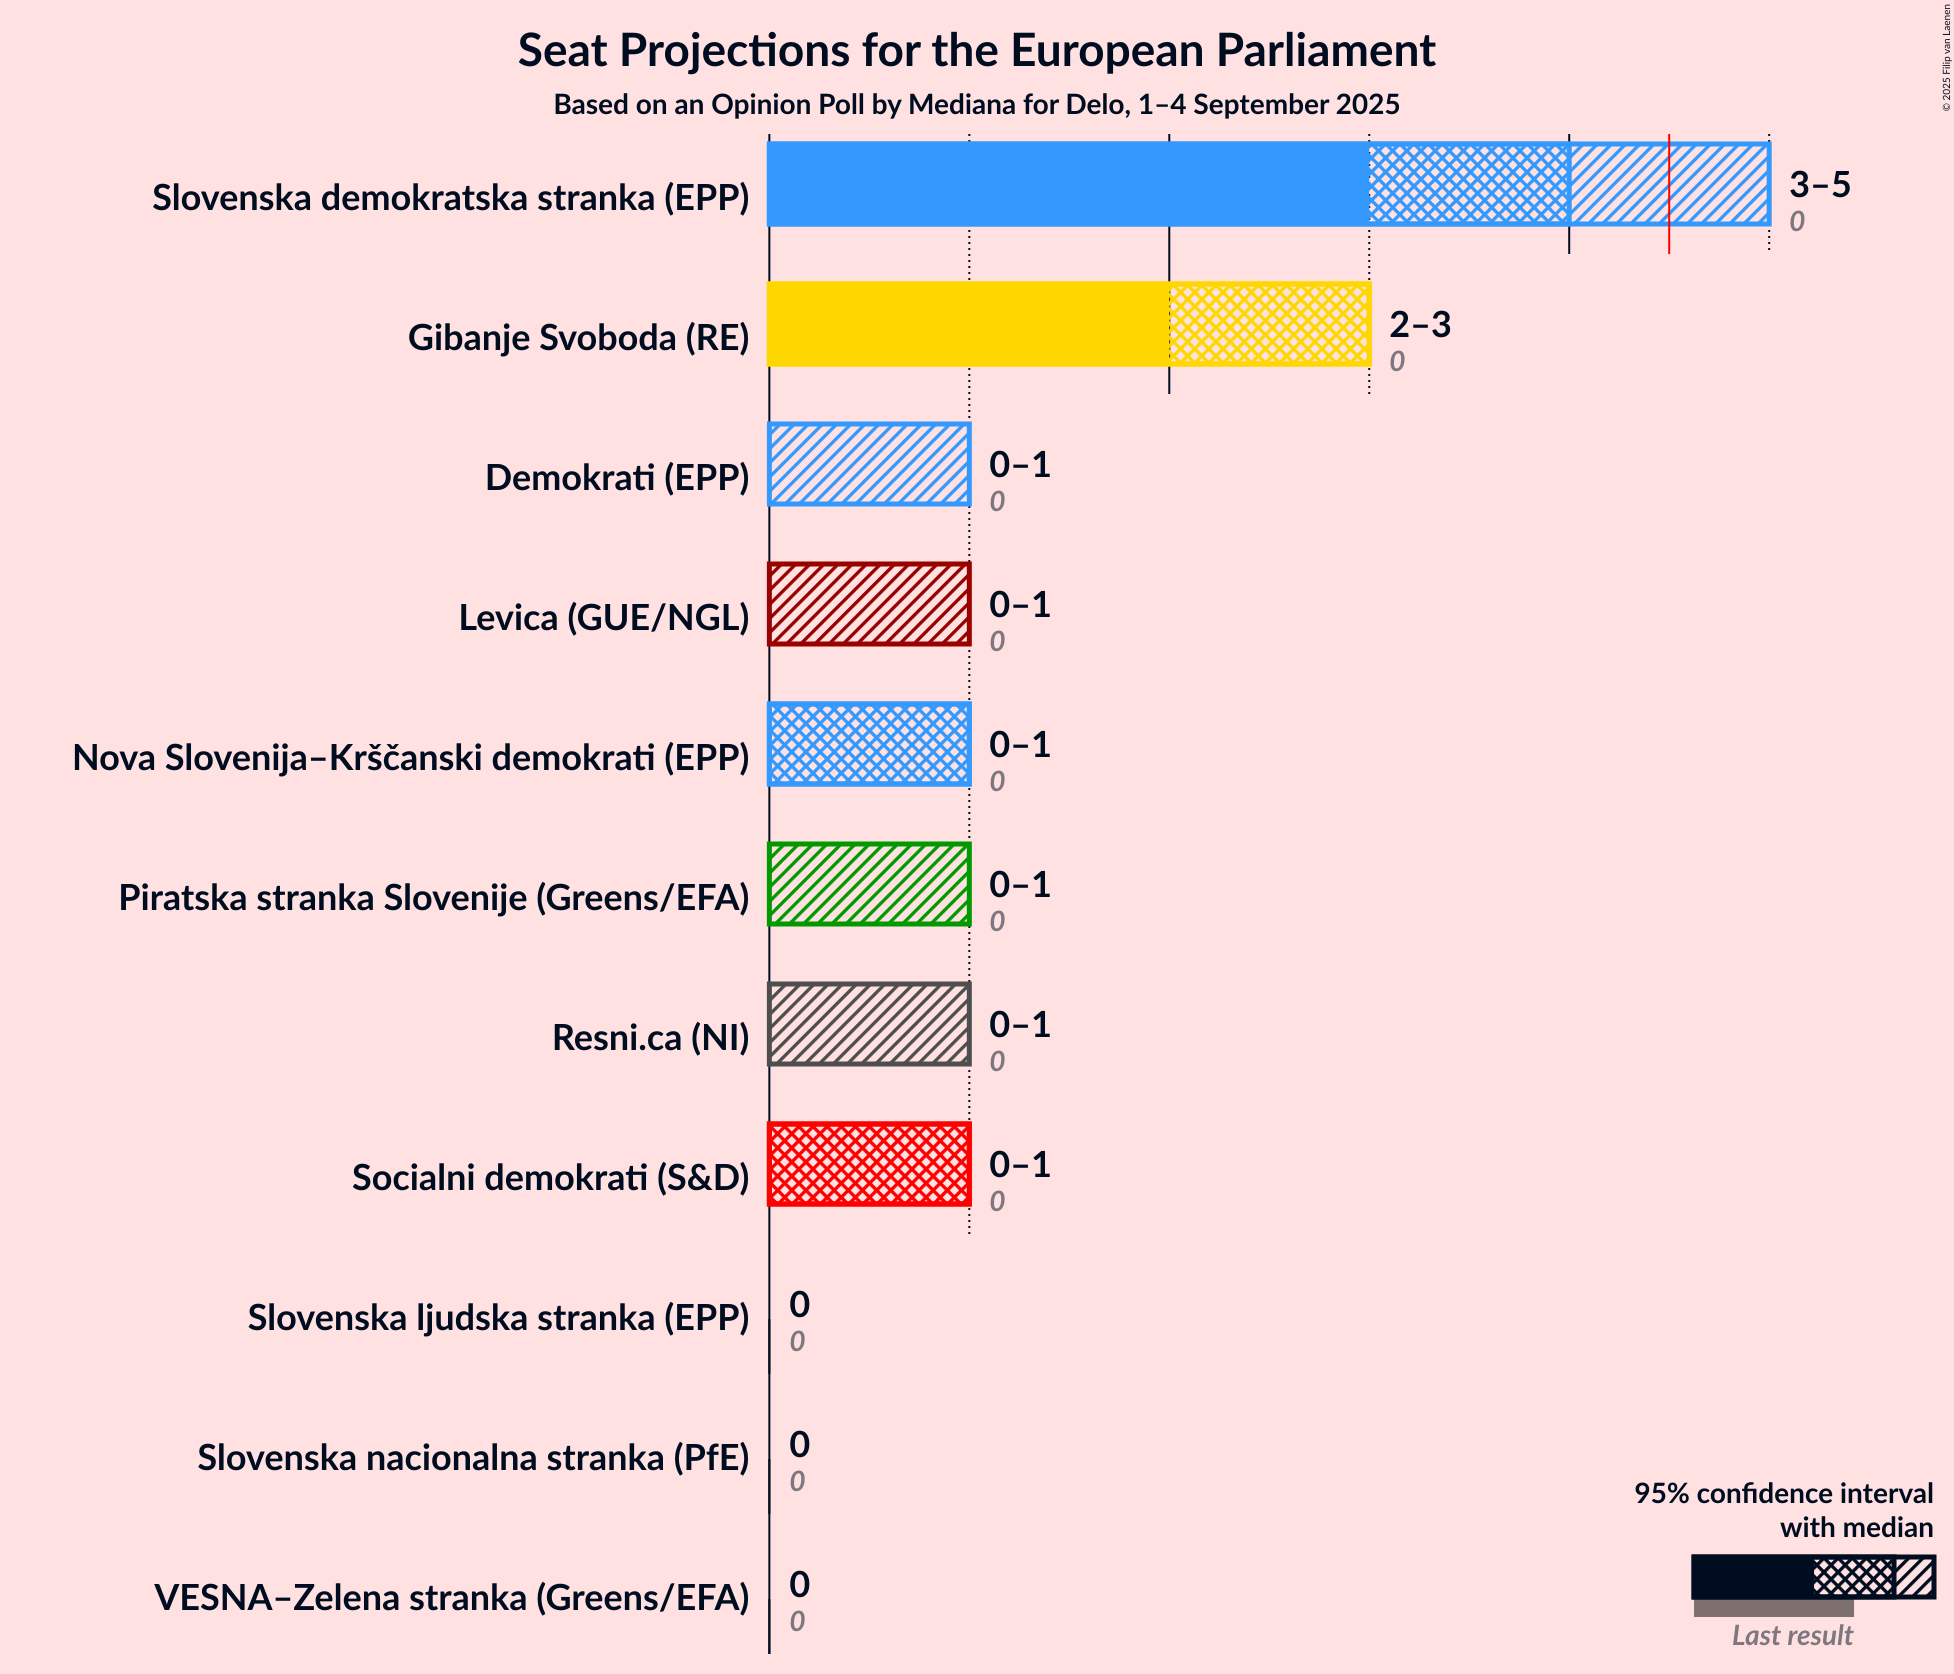 Seat Projections for the European Parliament
Based on an Opinion Poll by Mediana for Delo, 1–4 September 2025
© 2025 Filip van Laenen
Slovenska demokratska stranka (EPP)
3–5
0
Gibanje Svoboda (RE)
2–3
0
Demokrati (EPP)
0–1
0
Levica (GUE/NGL)
0–1
0
Nova Slovenija–Krščanski demokrati (EPP)
0–1
0
Piratska stranka Slovenije (Greens/EFA)
0–1
0
Resni.ca (NI)
0–1
0
Socialni demokrati (S&D)
0–1
0
Slovenska ljudska stranka (EPP)
0
0
Slovenska nacionalna stranka (PfE)
0
0
VESNA–Zelena stranka (Greens/EFA)
0
0
95% confidence interval
with median
Last result